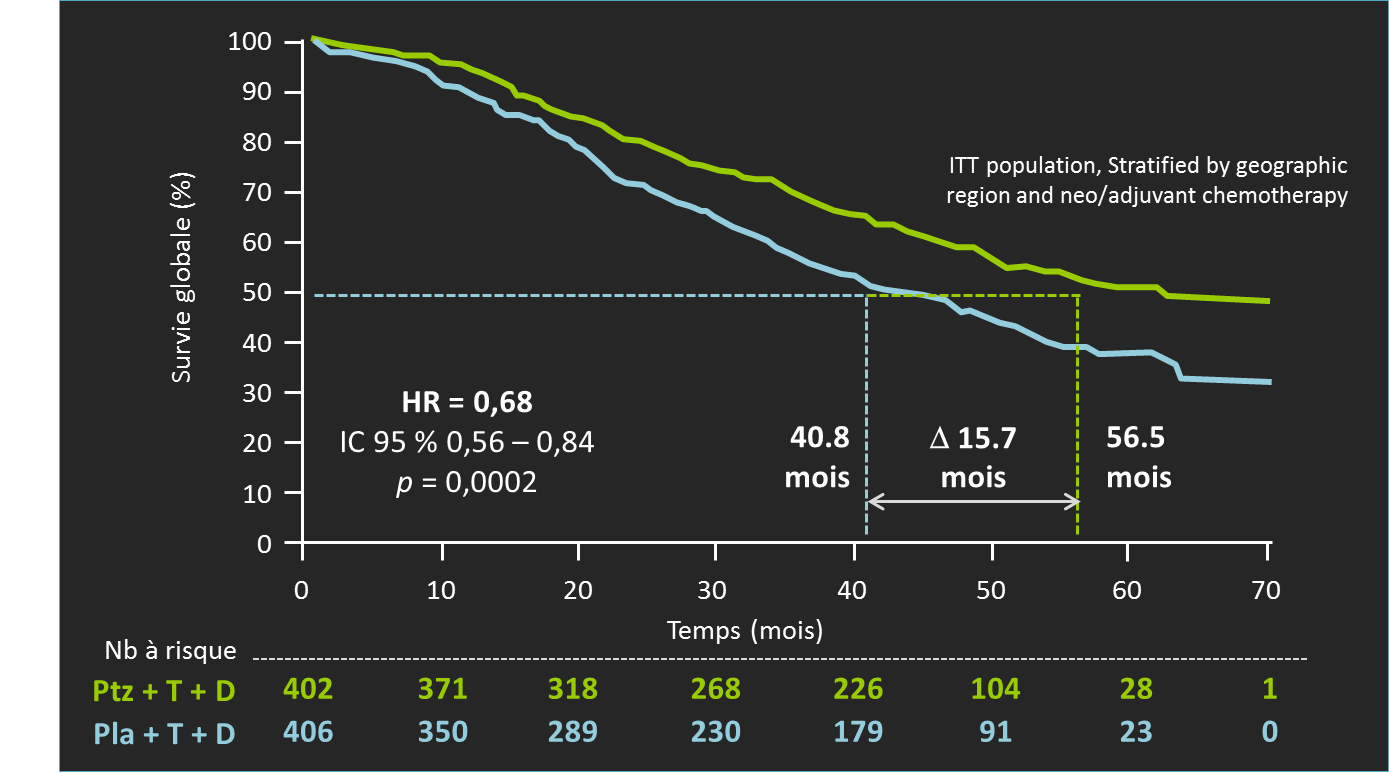 100
90
80
70
60
50
40
30
20
10
0
Survie globale (%)
ITT population, Stratified by geographic
region and neo/adjuvant chemotherapy
HR = 0,68
IC 95 % 0,56 – 0,84
p = 0,0002
40.8
mois
Δ 15.7
mois
56.5
mois
0 10 20 30 40 50 60 70
Temps (mois)
Nb à risque
Ptz + T + D 402 371 318 268 226 104 28 1
Pla + T + D 406 350 289 230 179 91 23 0